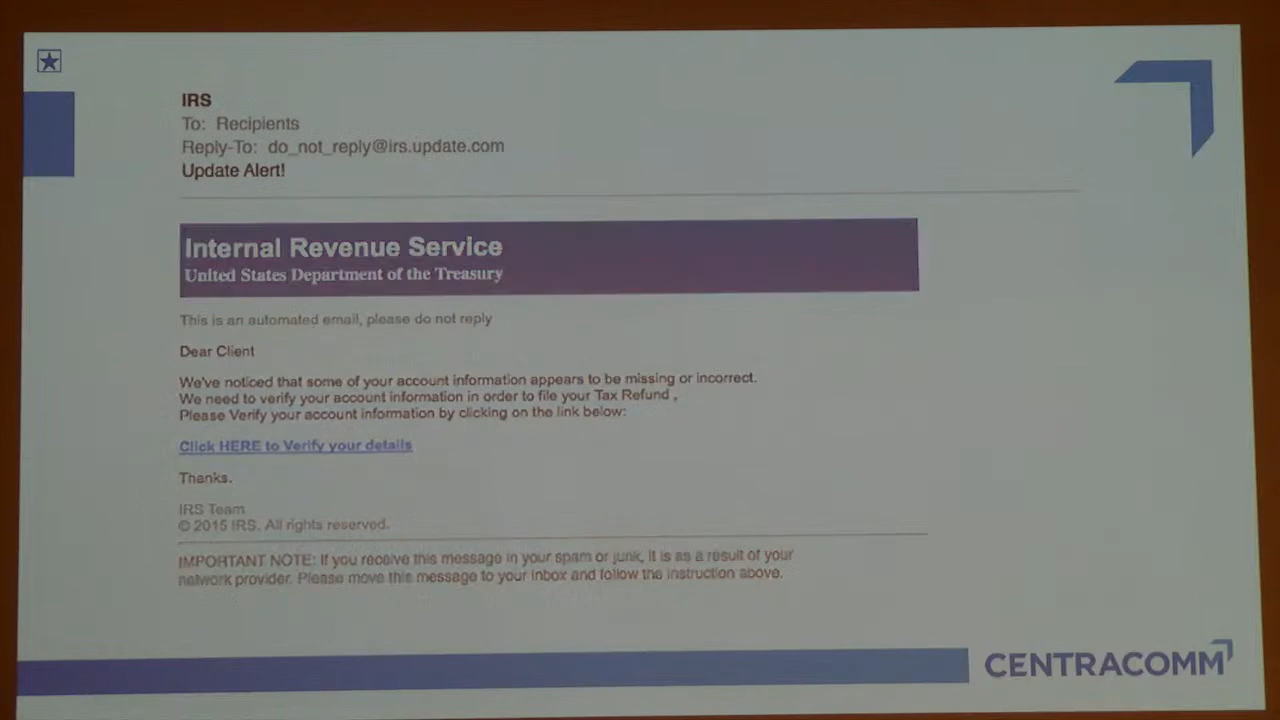 IRS
To: Recipients
Reply-To: do_not_reply@irs.update.com
Update Alert!
Internal Revenue Service
United States Department of the Treasury
This is an automated email, please do not reply
Dear Client
We've noticed that some of your account information appears to be missing or incorrect.
We need to verify your account information in order to file your Tax Refund ,
Please Verify your account information by clicking on the link below:
Click HERE to Verify your details
Thanks.
IRS Team
© 2015 IRS. All rights reserved.
IMPORTANT NOTE: If you receive this message in your spam or junk, it is as a result of your
network provider. Please move this message to your inbox and follow the instruction above.
CENTRACOMM